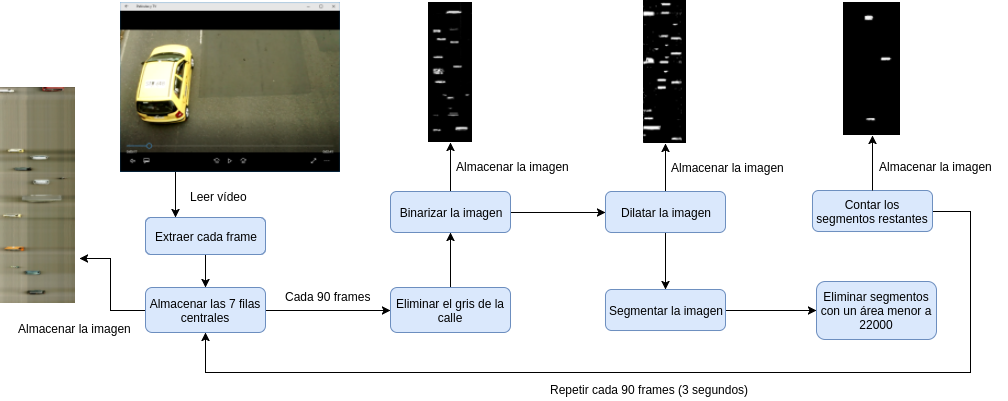 Almacenar la imagen
Almacenar la imagen
Almacenar la imagen
Leer vídeo
Binarizar la imagen
Dilatar la imagen
Contar los
segmentos restantes
Extraer cada frame
Almacenar las 7 filas
centrales
Cada 90 frames
Eliminar el gris de la
calle
Segmentar la imagen
Eliminar segmentos
con un área menor a
22000
Almacenar la imagen
Repetir cada 90 frames (3 segundos)